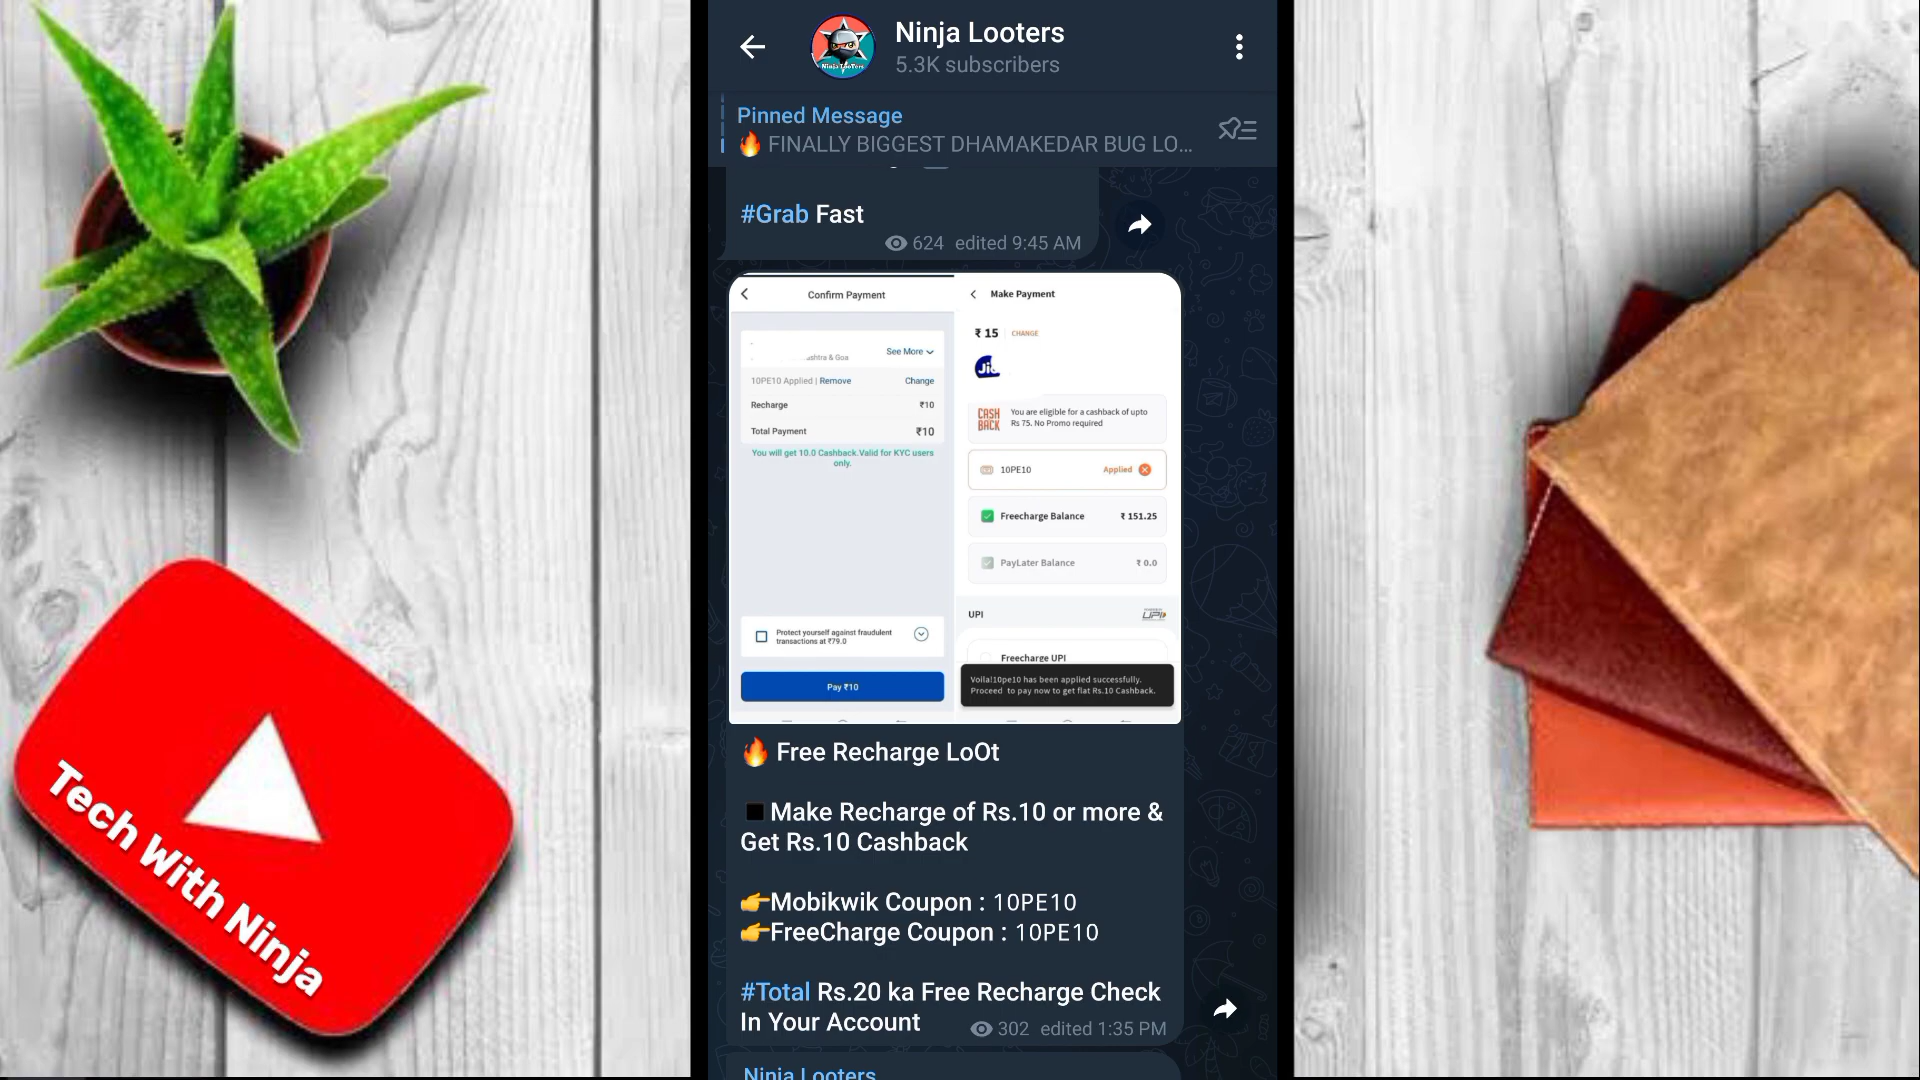 Ninja Looters
5.3K subscribers
Pinned Message
🔥 FINALLY BIGGEST DHAMAKEDAR BUG LO...
#Grab Fast
624 edited 9:45 AM
Confirm Payment
ashtra & Goa
See More
10PE10 Applied | Remove
Change
Recharge
₹10
Total Payment
₹10
You will get 10.0 Cashback.Valid for KYC users
only.
Protect yourself against fraudulent
transactions at ₹79.0
Pay ₹10
Make Payment
₹ 15
CHANGE
Jio
CASH
BACK
You are eligible for a cashback of upto
Rs 75. No Promo required
10PE10
Applied
Freecharge Balance
₹ 151.25
PayLater Balance
₹ 0.0
UPI
UPI
Freecharge UPI
Voila!10pe10 has been applied successfully.
Proceed to pay now to get flat Rs.10 Cashback.
🔥 Free Recharge LoOt
◼Make Recharge of Rs.10 or more &
Get Rs.10 Cashback
👉Mobikwik Coupon : 10PE10
👉FreeCharge Coupon : 10PE10
#Total Rs.20 ka Free Recharge Check
In Your Account
302 edited 1:35 PM
Ninja Looters
Tech With Ninja